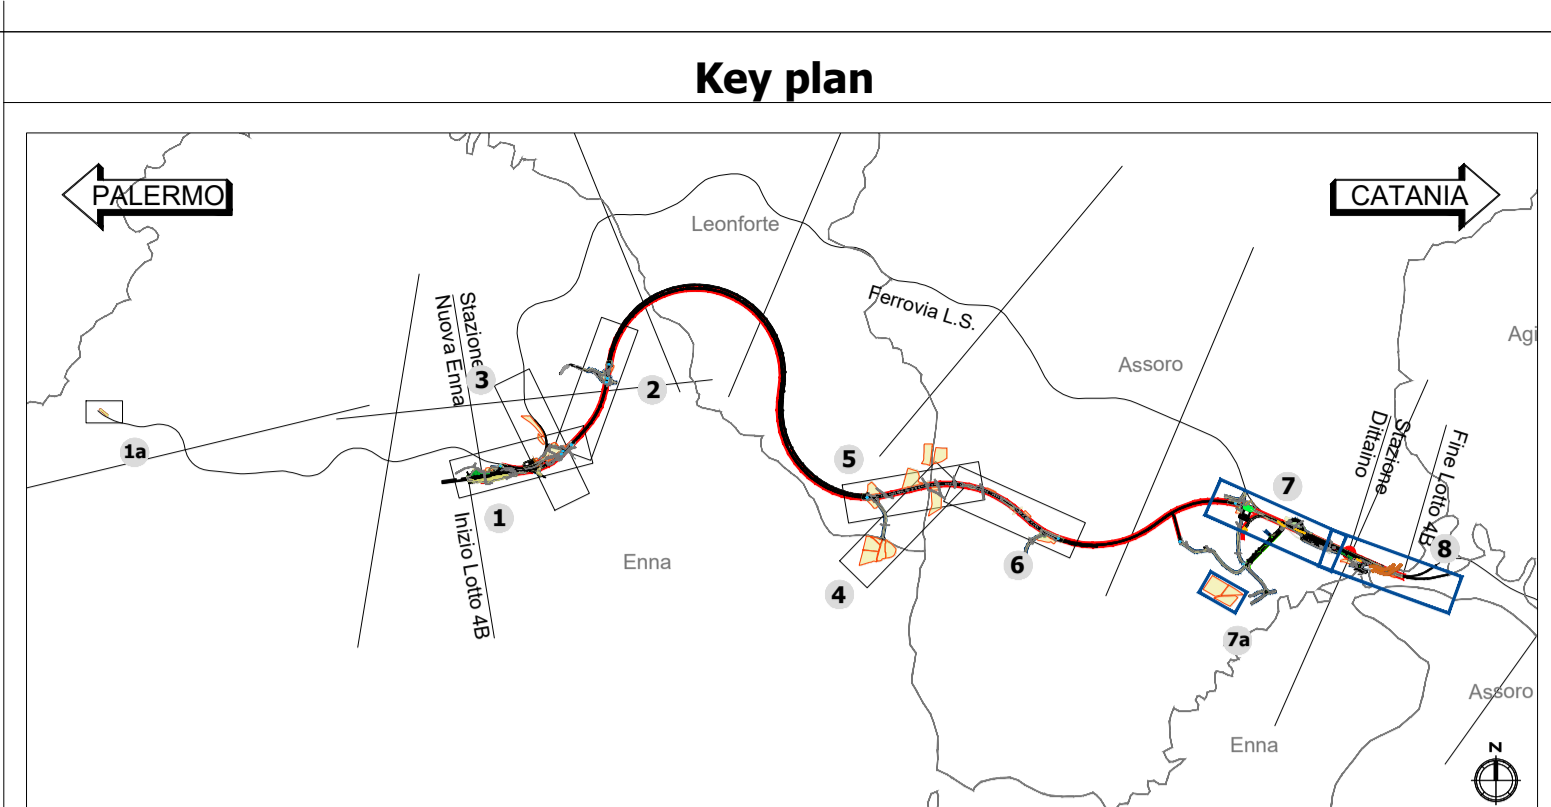 Key plan
PALERMO
CATANIA
Leonforte
Ferrovia L.S.
Stazione
Nuova Enna
Agi
Assoro
3
2
1a
Stazione
Dittaino
Fine Lotto 4B
5
7
1
Inizio Lotto 4B
8
Enna
6
4
7a
Assoro
Enna
N